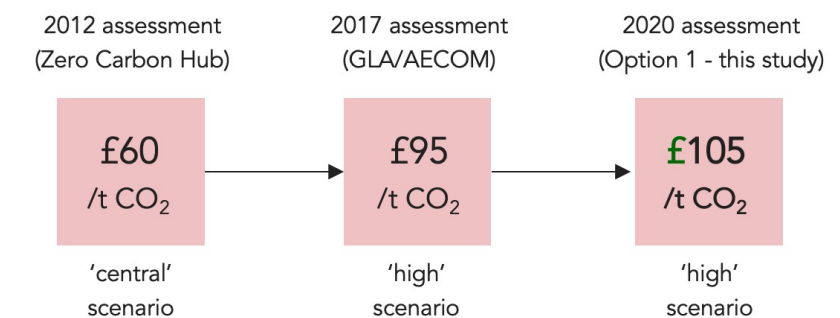 2012 assessment
(Zero Carbon Hub)
£60
/t CO₂
'central'
scenario
2017 assessment
(GLA/AECOM)
£95
/t CO₂
'high'
scenario
2020 assessment
(Option 1 - this study)
£105
/t CO₂
'high'
scenario